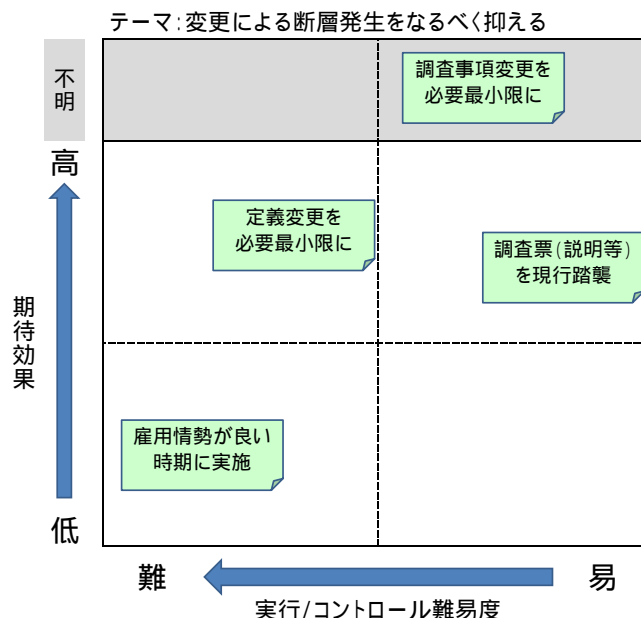 テーマ:変更による断層発生をなるべく抑える
不明
調査事項変更を
必要最小限に
高
定義変更を
必要最小限に
調査票(説明等)
を現行踏襲
期待効果
雇用情勢が良い
時期に実施
低
難
易
実行/コントロール難易度